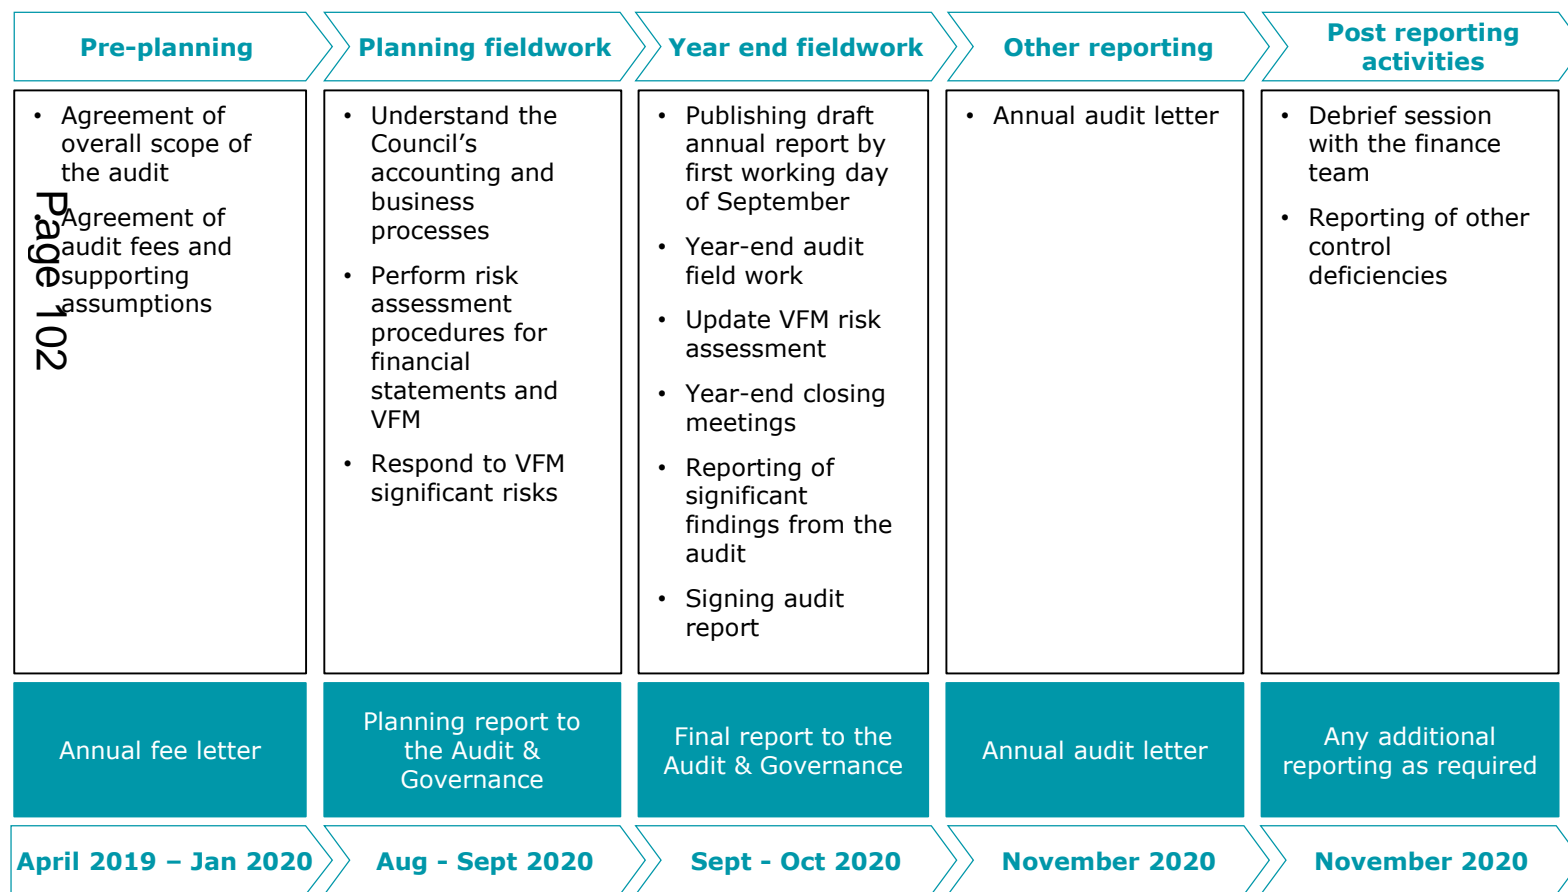 Pre-planning
Planning fieldwork
Year end fieldwork
Other reporting
Post reporting
activities
• Agreement of
overall scope of
the audit
• Agreement of
audit fees and
supporting
assumptions
Page 102
• Understand the
Council’s
accounting and
business
processes
• Perform risk
assessment
procedures for
financial
statements and
VFM
• Respond to VFM
significant risks
• Publishing draft
annual report by
first working day
of September
• Year-end audit
field work
• Update VFM risk
assessment
• Year-end closing
meetings
• Reporting of
significant
findings from the
audit
• Signing audit
report
• Annual audit letter
• Debrief session
with the finance
team
• Reporting of other
control
deficiencies
Annual fee letter
Planning report to
the Audit &
Governance
Final report to the
Audit & Governance
Annual audit letter
Any additional
reporting as required
April 2019 – Jan 2020
Aug - Sept 2020
Sept - Oct 2020
November 2020
November 2020